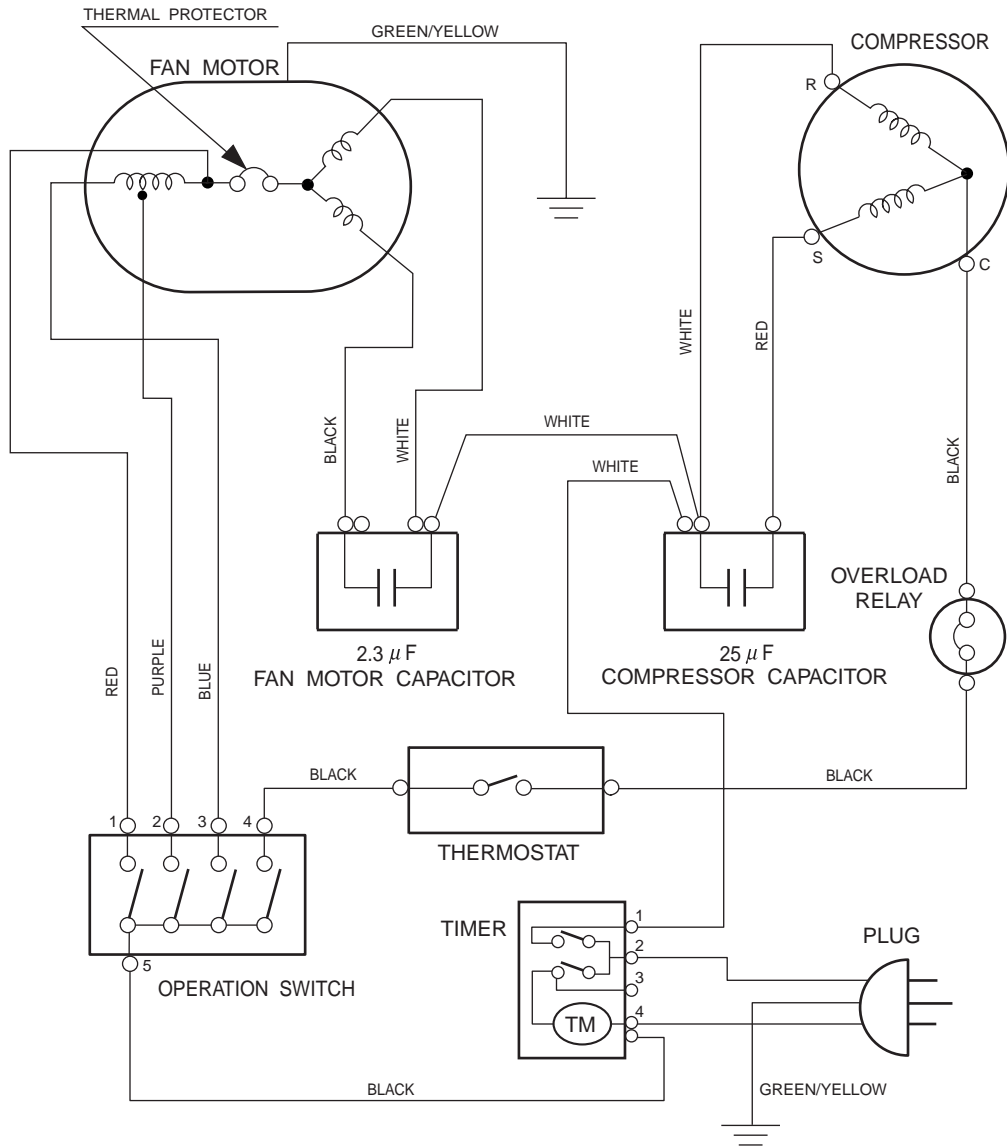 THERMAL PROTECTOR
GREEN/YELLOW
COMPRESSOR
FAN MOTOR
R
S
C
WHITE
RED
BLACK
WHITE
BLACK
WHITE
WHITE
BLACK
OVERLOAD
RELAY
2.3 μF
FAN MOTOR CAPACITOR
25 μF
COMPRESSOR CAPACITOR
RED
PURPLE
BLUE
BLACK
BLACK
1
2
3
4
THERMOSTAT
5
OPERATION SWITCH
TIMER
1
2
3
4
TM
PLUG
BLACK
GREEN/YELLOW